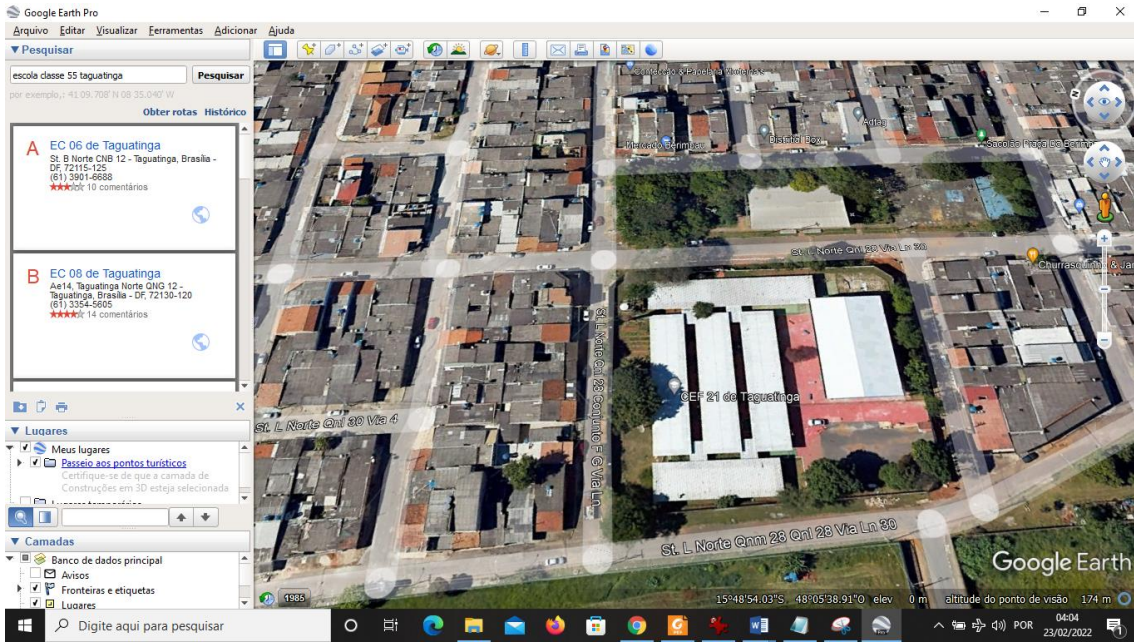 Google Earth Pro
Arquivo Editar Visualizar Ferramentas Adicionar Ajuda
Pesquisar
escola classe 55 taguatinga
Pesquisar
por exemplo,: 41 09.708' N 08 35.040' W
Obter rotas Histórico
A
EC 06 de Taguatinga
St. B Norte CNB 12 - Taguatinga, Brasília -
DF, 72115-125
(61) 3901-6688
10 comentários
B
EC 08 de Taguatinga
Ae14, Taguatinga Norte QNG 12 -
Taguatinga, Brasília - DF, 72130-120
(61) 3354-5605
14 comentários
Lugares
Meus lugares
Passeio aos pontos turísticos
Certifique-se de que a camada de
Construções em 3D esteja selecionada
Camadas
Banco de dados principal
Avisos
Fronteiras e etiquetas
Lugares
Mercado Berimbau
Distrital Box
Adtag
Sacolão Praça Do
St. L Norte Qnl 28 Via Ln 30
Churrasquinho & Jan
St. L Norte Qnl 28 Conjunto F G Via Ln
CEF 21 de Taguatinga
St. L Norte Qnl 30 Via 4
St. L Norte Qnm 28 Qnl 28 Via Ln 30
Google Earth
1985
15°48'54.03"S 48°05'38.91"O elev 0 m altitude do ponto de visão 174 m
Digite aqui para pesquisar
POR
04:04
23/02/2022